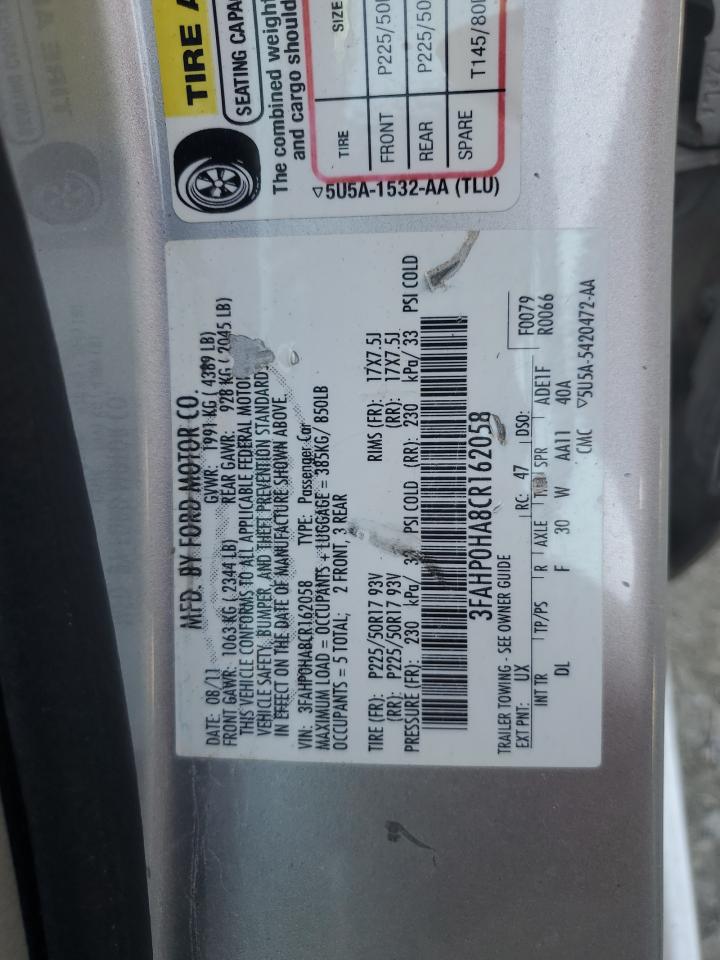 MFD. BY FORD MOTOR CO.
DATE: 08/11 GVWR: 1991 KG ( 4389 LB)
FRONT GAWR: 1063 KG ( 2344 LB) REAR GAWR: 928 KG ( 2045 LB)
THIS VEHICLE CONFORMS TO ALL APPLICABLE FEDERAL MOTOR
VEHICLE SAFETY, BUMPER, AND THEFT PREVENTION STANDARDS
IN EFFECT ON THE DATE OF MANUFACTURE SHOWN ABOVE.
VIN: 3FAHP0HA8CR162058 TYPE: Passenger Car
MAXIMUM LOAD = OCCUPANTS + LUGGAGE = 385KG/ 850LB
OCCUPANTS = 5 TOTAL; 2 FRONT, 3 REAR
TIRE (FR): P225/50R17 93V RIMS (FR): 17X7.5J
(RR): P225/50R17 93V (RR): 17X7.5J
PRESSURE (FR): 230 kPa/ 33 PSI COLD (RR): 230 kPa/ 33 PSI COLD
3FAHP0HA8CR162058
TRAILER TOWING - SEE OWNER GUIDE F0079
EXT PNT: UX RC: 47 DSO: R0066
INT TR TP/PS R AXLE TR SPR ADE1F
DL F 30 W AA11 40A
CMC ▽5U5A-5420472-AA
TIRE A
SEATING CAPA
The combined weight
and cargo should
TIRE SIZE
FRONT P225/50
REAR P225/50
SPARE T145/80
▽5U5A-1532-AA (TLU)